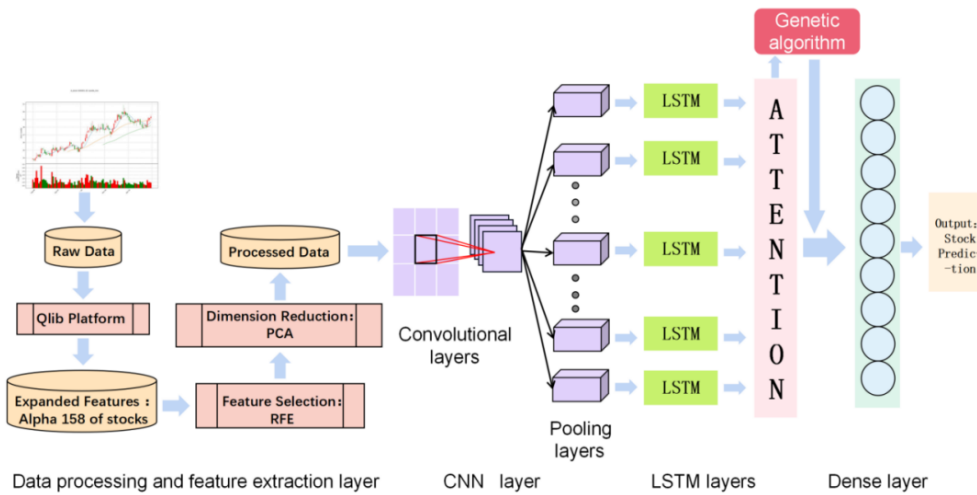 Genetic
algorithm
Raw Data
Qlib Platform
Expanded Features :
Alpha 158 of stocks
Feature Selection:
RFE
Dimension Reduction:
PCA
Processed Data
Convolutional
layers
Pooling
layers
LSTM
LSTM
LSTM
LSTM
LSTM
A
T
T
E
N
T
I
O
N
Output:
Stock
Predic
-tion
Data processing and feature extraction layer
CNN layer
LSTM layers
Dense layer